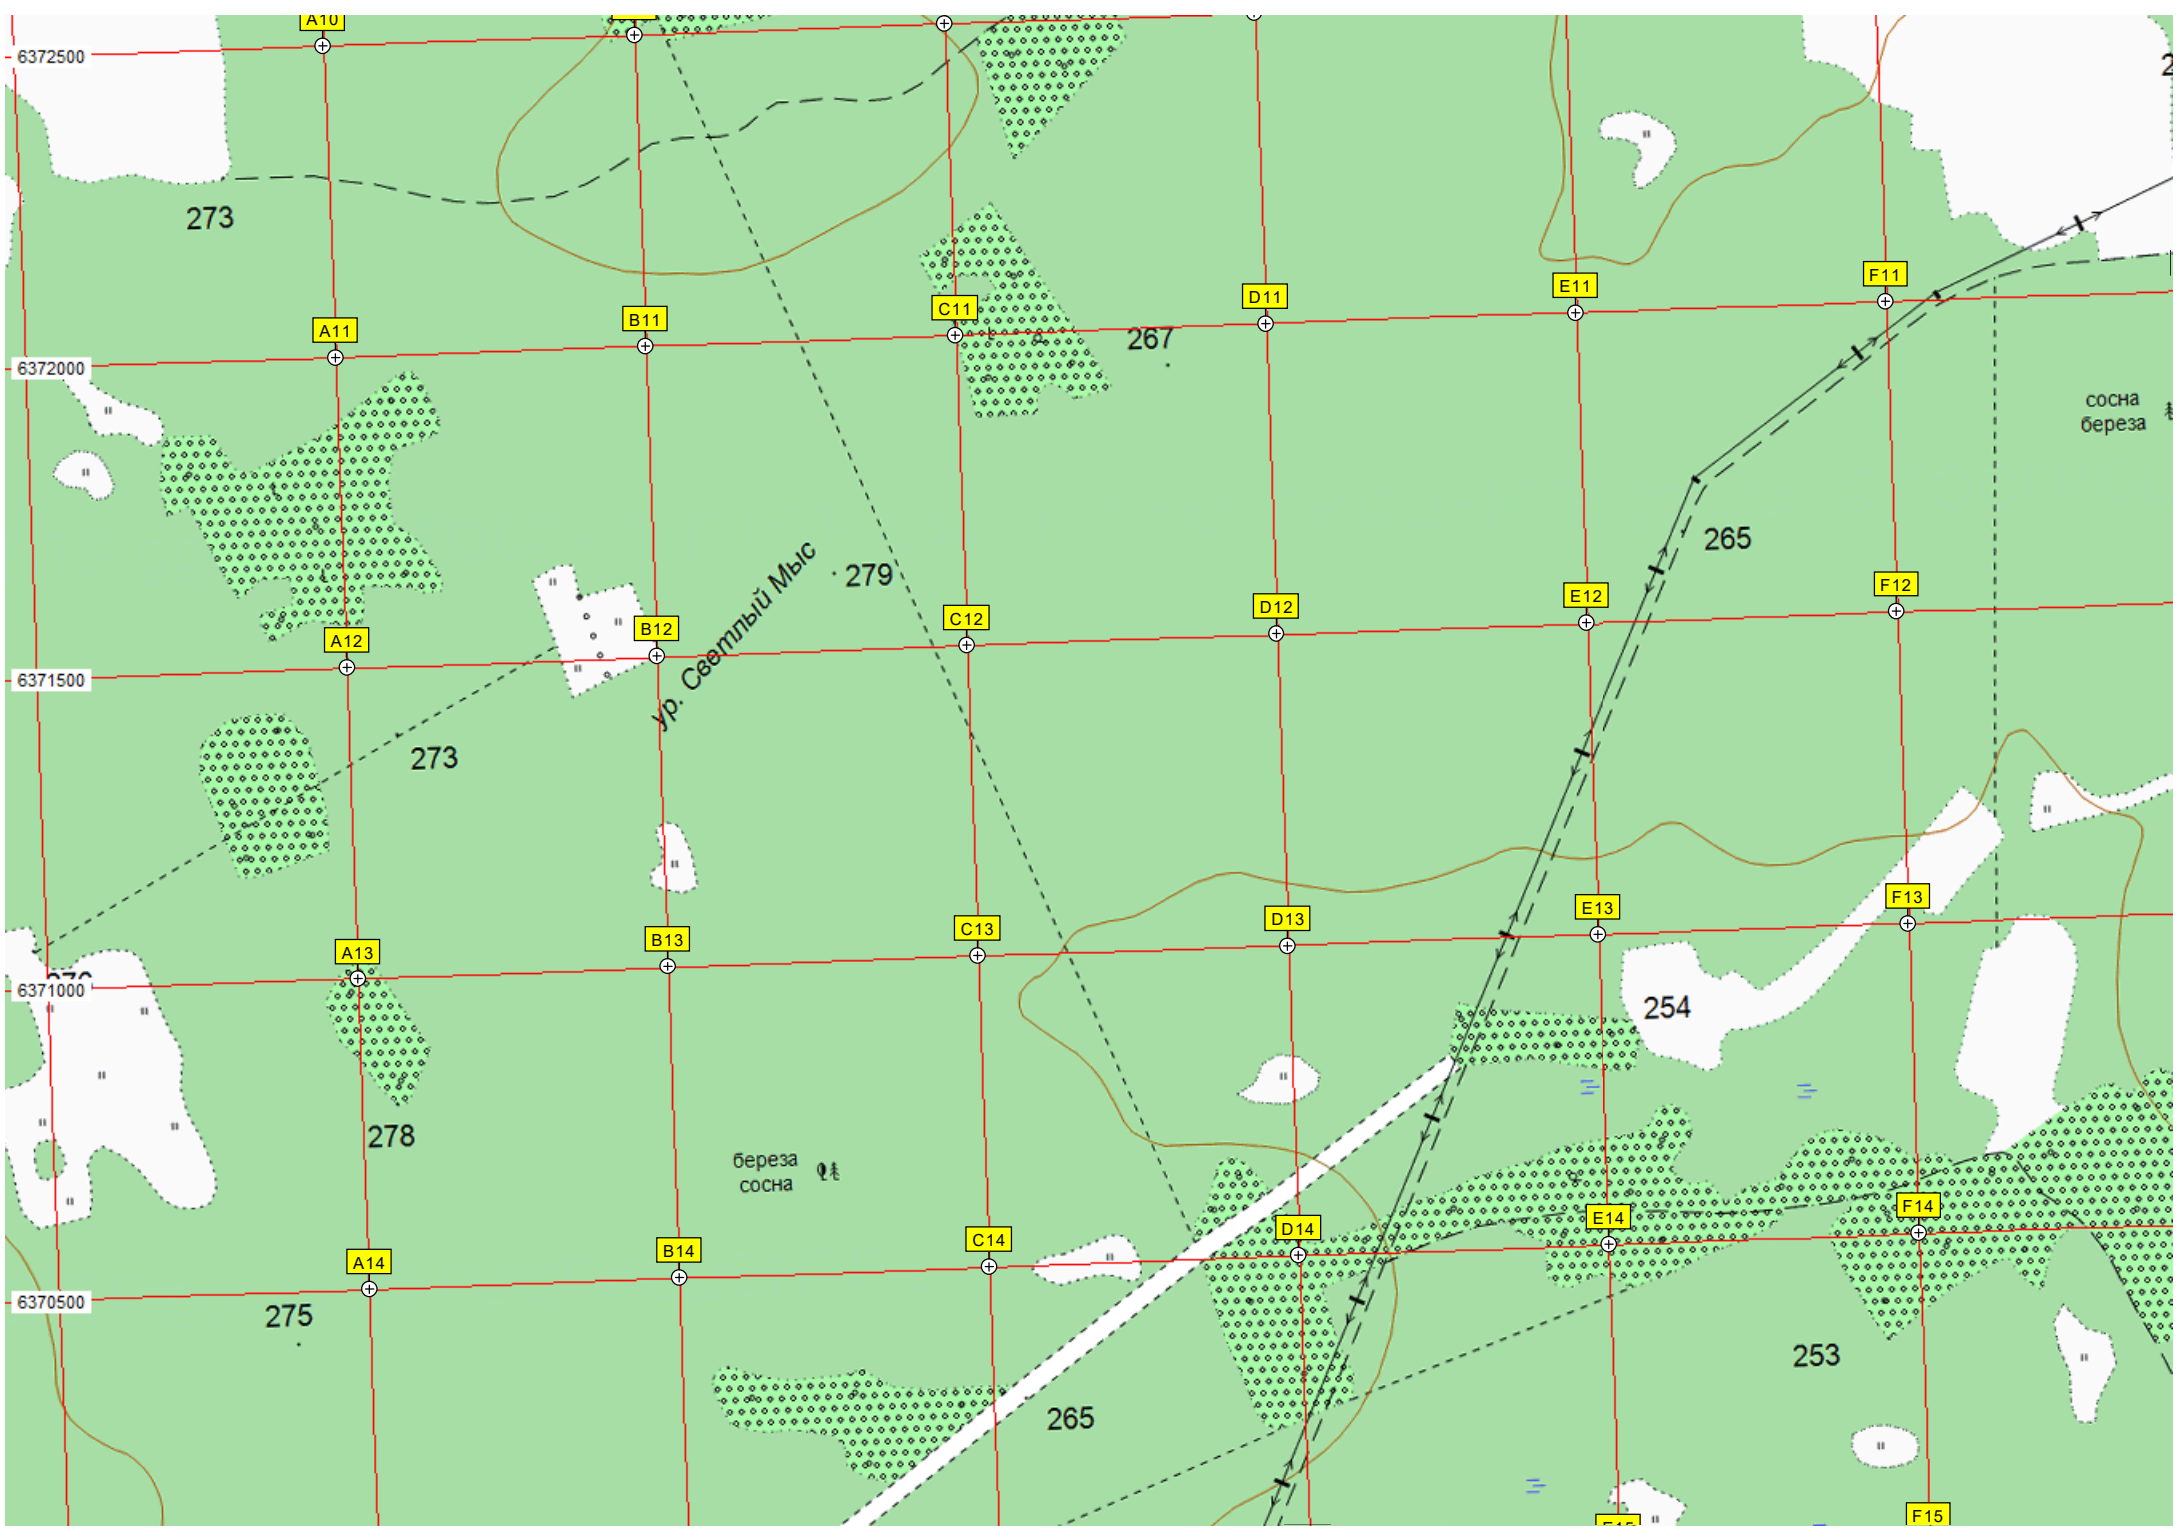 A10
6372500
273
F11
E11
D11
C11
B11
A11
267
6372000
сосна
береза
265
279
ур. Светлый Мыс
F12
E12
D12
C12
B12
A12
6371500
273
F13
E13
D13
C13
B13
A13
6371000
254
278
береза
сосна
F14
E14
D14
C14
B14
A14
6370500
275
253
265
F15
E15